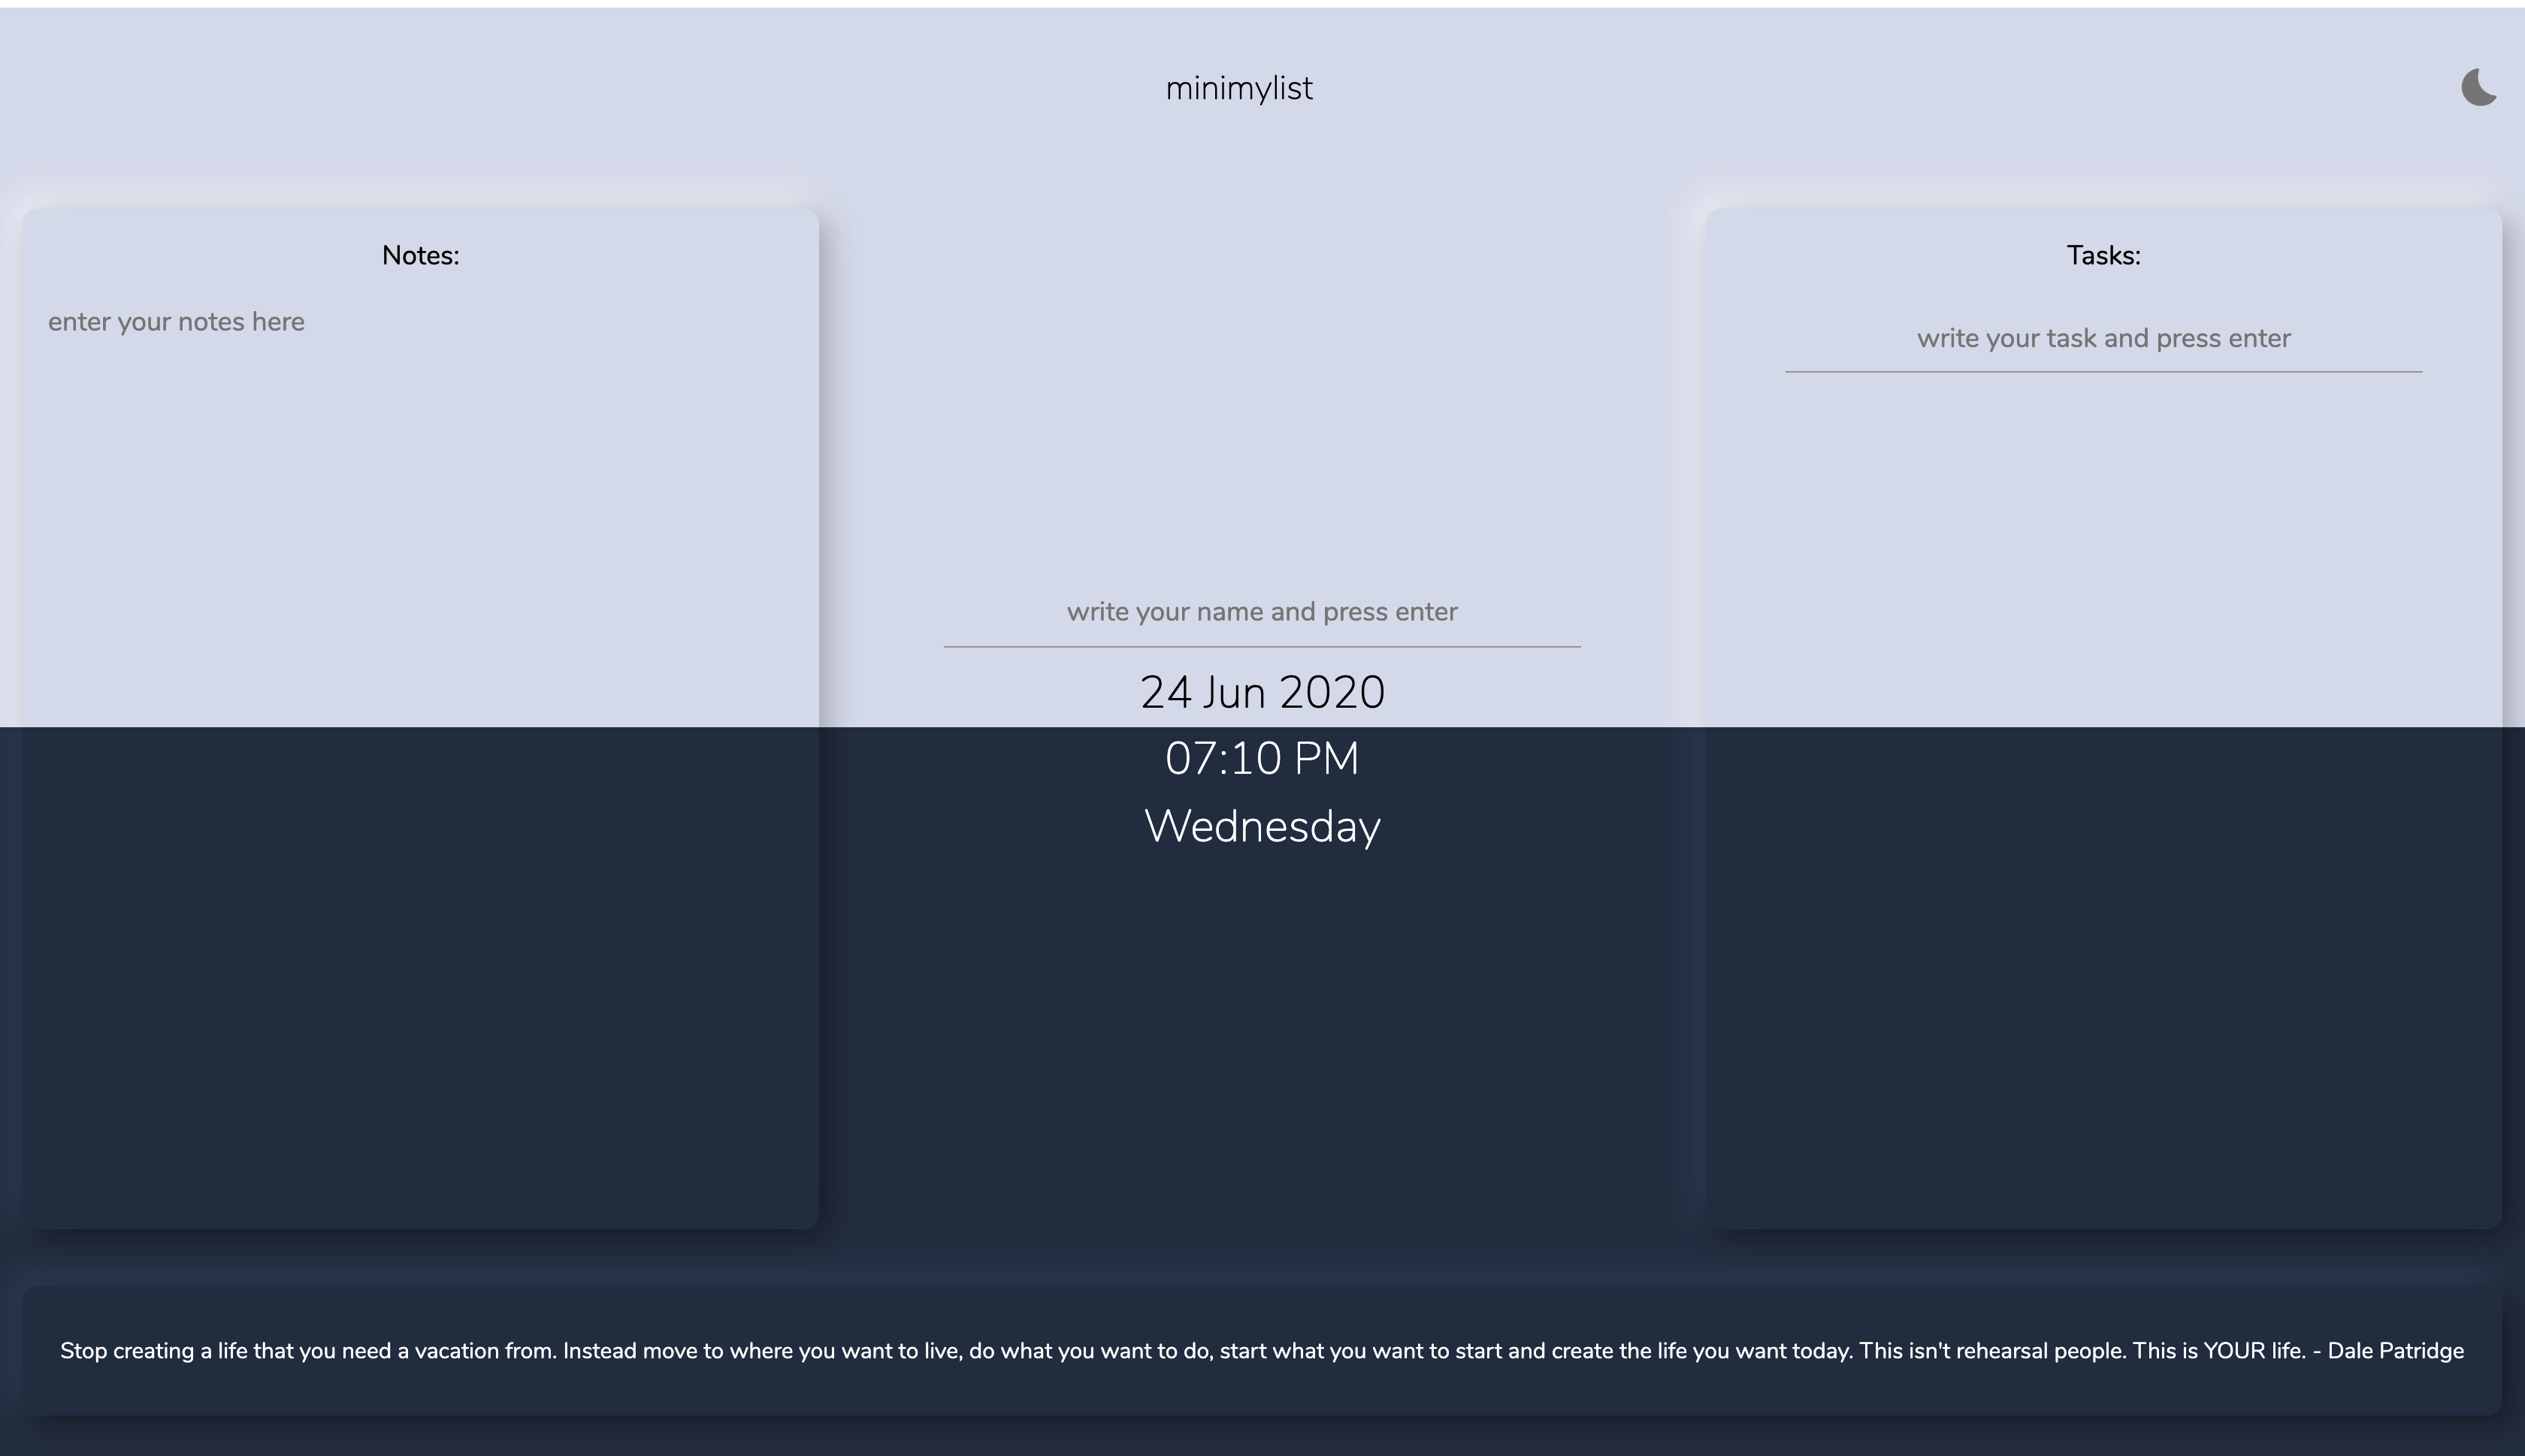 minimylist
Notes:
enter your notes here
write your name and press enter
24 Jun 2020
07:10 PM
Wednesday
Tasks:
write your task and press enter
Stop creating a life that you need a vacation from. Instead move to where you want to live, do what you want to do, start what you want to start and create the life you want today. This isn't rehearsal people. This is YOUR life. - Dale Patridge